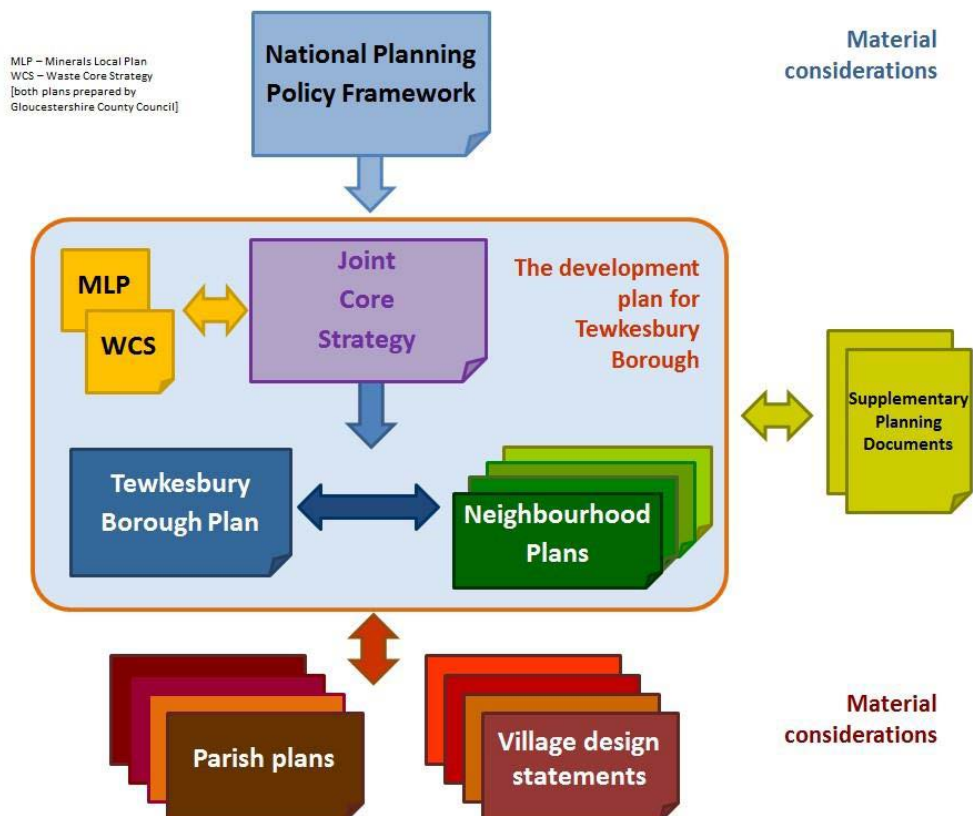 MLP – Minerals Local Plan
WCS – Waste Core Strategy
[both plans prepared by
Gloucestershire County Council]
National Planning
Policy Framework
Material
considerations
MLP
WCS
Joint
Core
Strategy
The development
plan for
Tewkesbury
Borough
Supplementary
Planning
Documents
Tewkesbury
Borough Plan
Neighbourhood
Plans
Parish plans
Village design
statements
Material
considerations